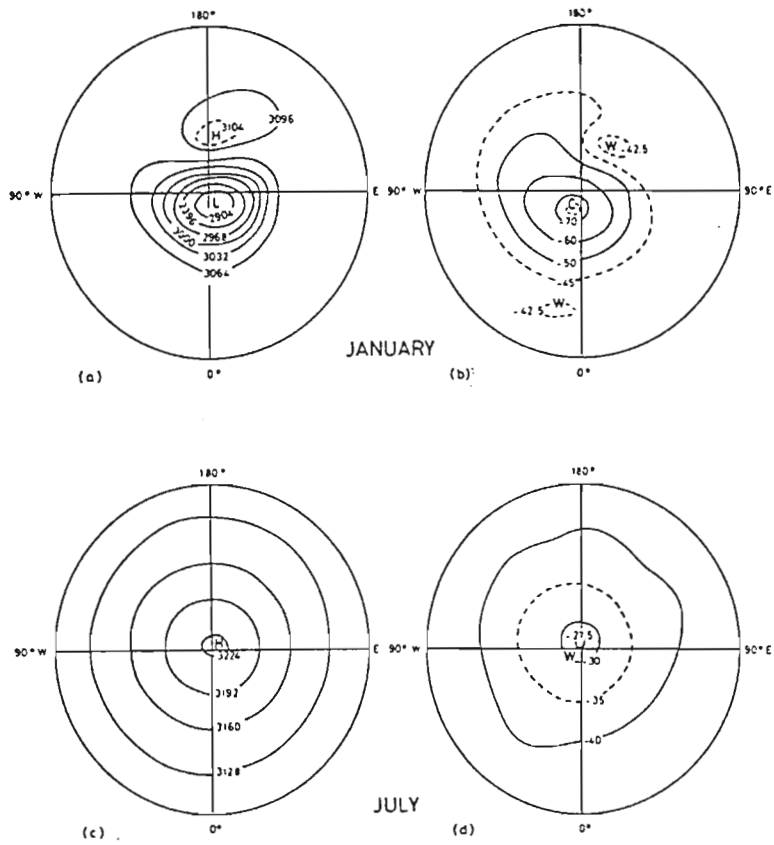 180°
180°
3096
3104
H
W
-42.5
90° W
E
90° W
90°E
L
2904
C
-70
2968
-60
3032
-50
3064
-45
-42.5
W
JANUARY
(a)
0°
(b)
0°
180°
180°
-27.5
90° W
H
E
90° W
90°E
3224
W
-30
3192
-35
3160
-40
3128
JULY
(c)
0°
(d)
0°